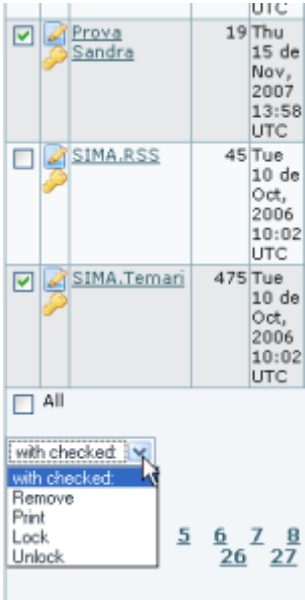 UTC
Prova 19 Thu
Sandra 15 de
Nov,
2007
13:58
UTC
SIMA.RSS 45 Tue
10 de
Oct,
2006
10:02
UTC
SIMA.Temari 475 Tue
10 de
Oct,
2006
10:02
UTC
All
with checked:
with checked:
Remove
Print
Lock
Unlock
5 6 7 8
26 27